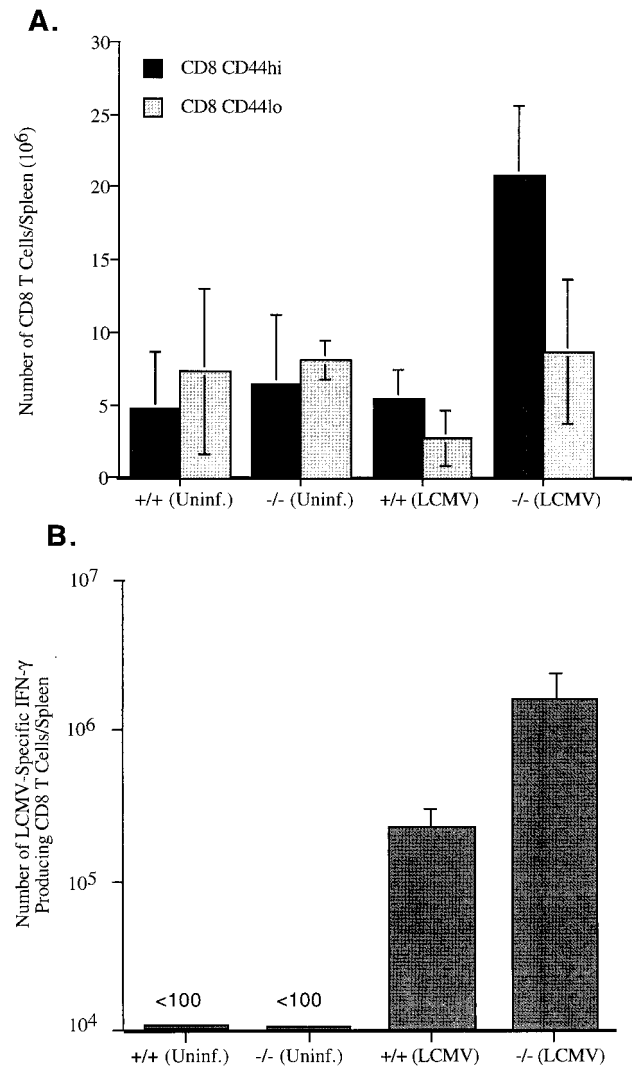 A.
30
25
20
15
10
5
0
Number of CD8 T Cells/Spleen (10⁶)
CD8 CD44hi
CD8 CD44lo
+/+ (Uninf.)
-/- (Uninf.)
+/+ (LCMV)
-/- (LCMV)
B.
10⁷
10⁶
10⁵
10⁴
Number of LCMV-Specific IFN-γ
Producing CD8 T Cells/Spleen
<100
<100
+/+ (Uninf.)
-/- (Uninf.)
+/+ (LCMV)
-/- (LCMV)